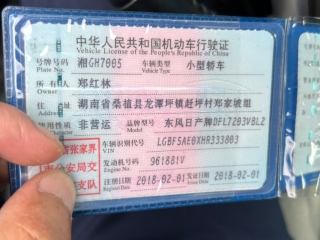 中华人民共和国机动车行驶证
Vehicle License of the People's Republic of China
号牌号码 湘GH7005 车辆类型 小型轿车
Plate No. Vehicle Type
所有人 郑红林
Owner
住址 湖南省桑植县龙潭坪镇赶坪村郑家坡组
Address
使用性质 非营运 品牌型号 东风日产牌DFL7203VBL2
车辆识别代号 LGBF5AE0XHR333803
VIN
发动机号码 961881V
Engine No.
注册日期 2018-02-01 发证日期 2018-02-01
Register Date Issue Date
张家界
公安局交
支队